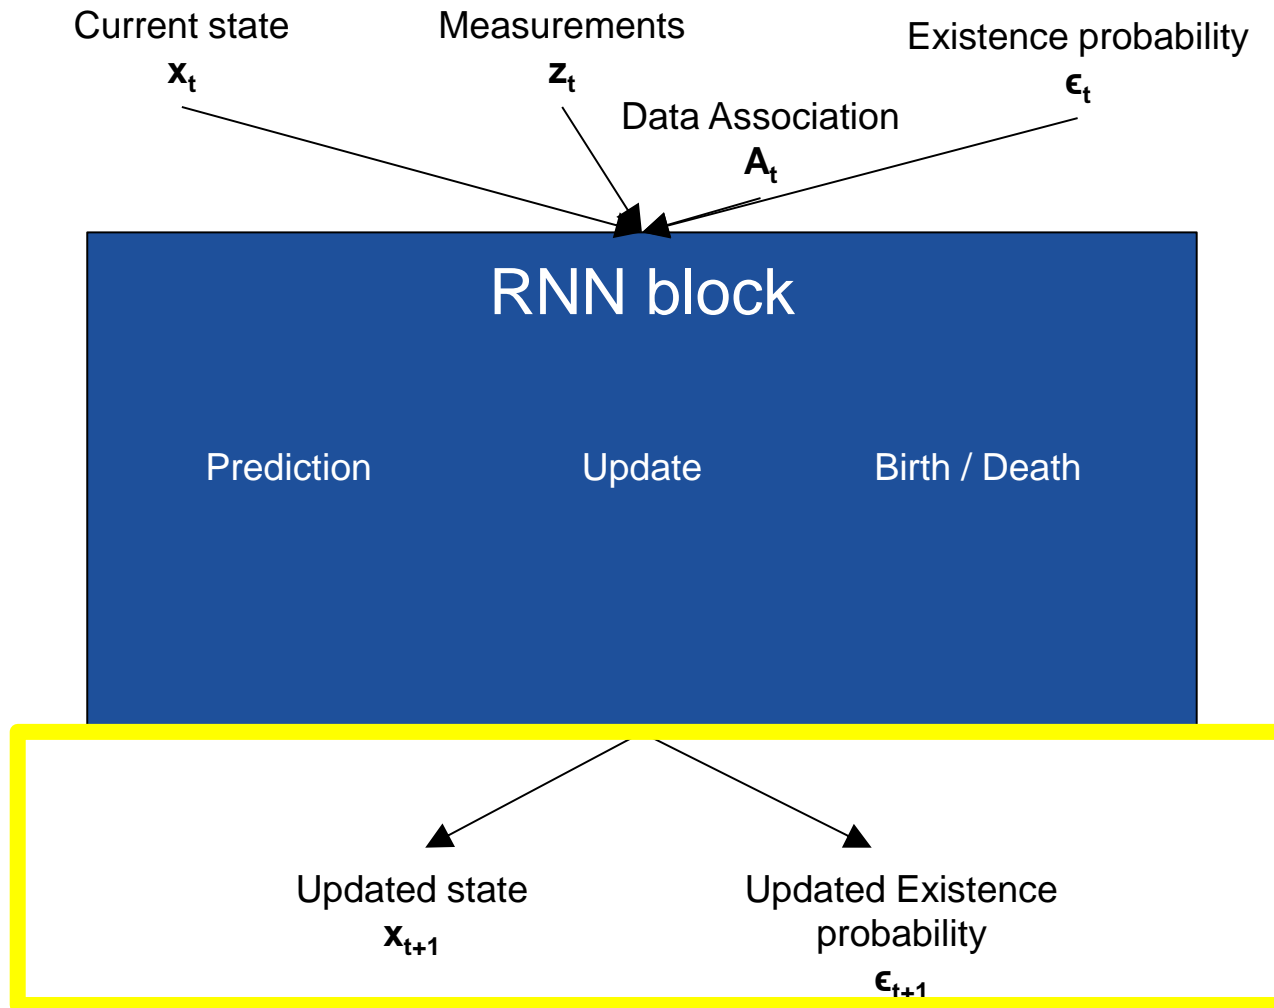 Current state
xₜ
Measurements
zₜ
Existence probability
ϵₜ
Data Association
Aₜ
RNN block
Prediction
Update
Birth / Death
Updated state
xₜ₊₁
Updated Existence
probability
ϵₜ₊₁